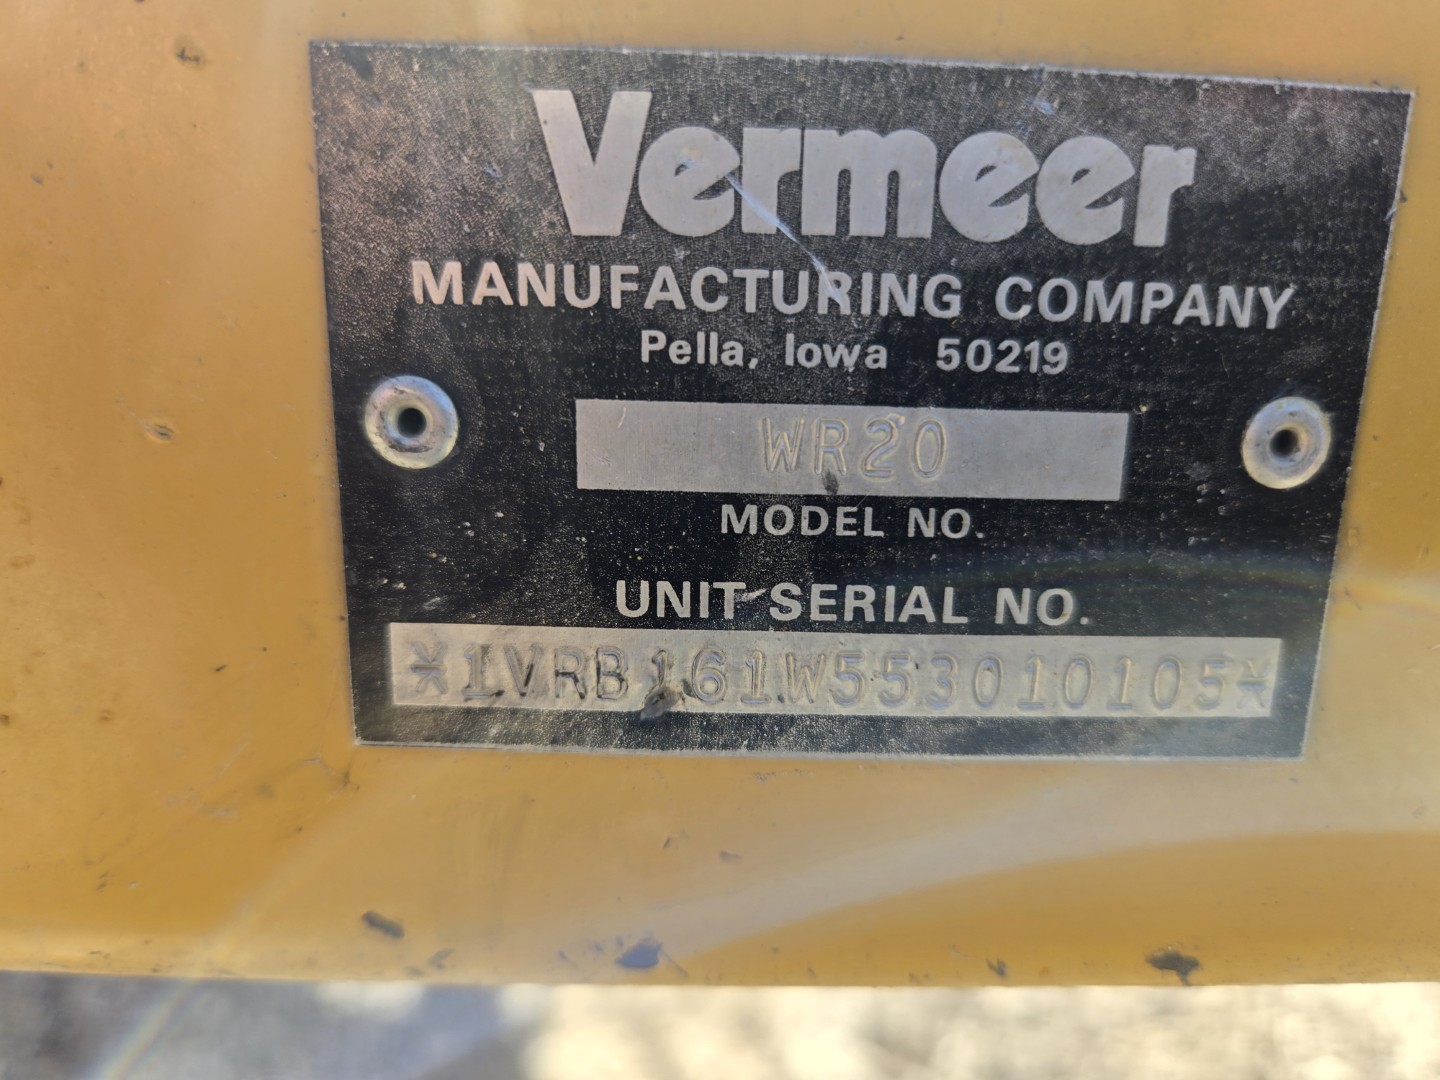 Vermeer
MANUFACTURING COMPANY
Pella, Iowa 50219
WR20
MODEL NO.
UNIT SERIAL NO.
*1VRB161W553010105*